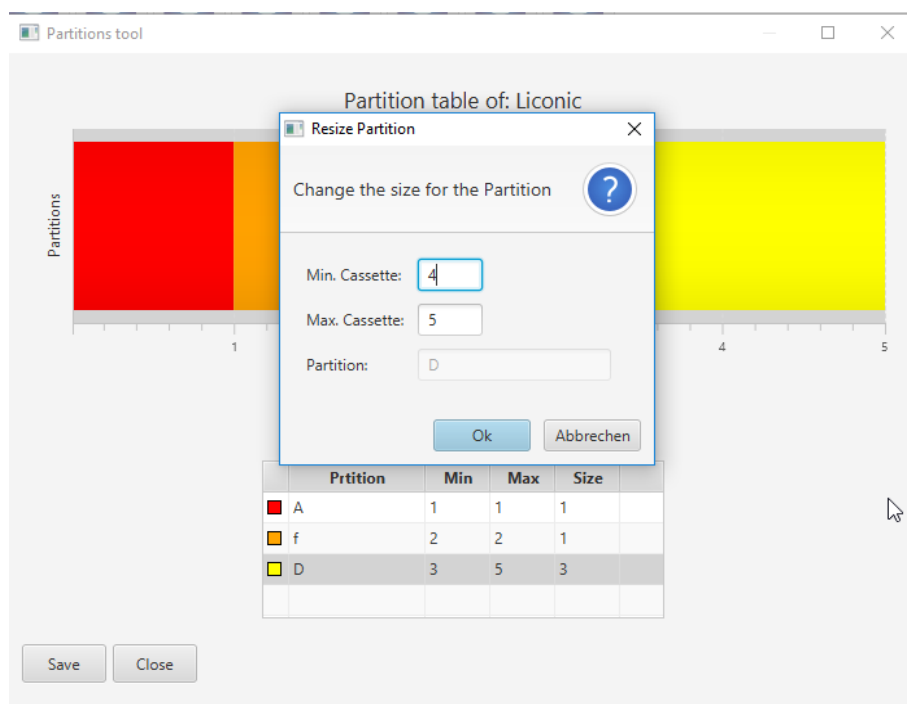 Partitions tool
Partition table of: Liconic
Resize Partition
Change the size for the Partition
?
Partitions
Min. Cassette: 4
Max. Cassette: 5
Partition: D
1 4 5
Ok Abbrechen
Prtition Min Max Size
A 1 1 1
f 2 2 1
D 3 5 3
Save Close